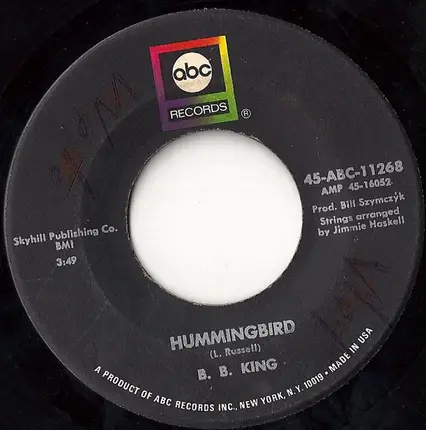 abc
RECORDS
®
45-ABC-11268
AMP 45-16052
Prod. Bill Szymczyk
Strings arranged
by Jimmie Haskell
Skyhill Publishing Co.
BMI
3:49
HUMMINGBIRD
(L. Russell)
B. B. KING
A PRODUCT OF ABC RECORDS INC., NEW YORK, N.Y. 10019 • MADE IN USA